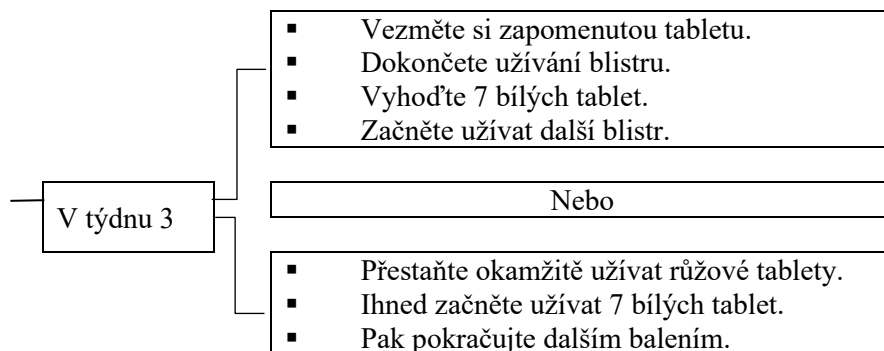 ▪ Vezměte si zapomenutou tabletu.
▪ Dokončete užívání blistru.
▪ Vyhoďte 7 bílých tablet.
▪ Začněte užívat další blistr.
V týdnu 3
Nebo
▪ Přestaňte okamžitě užívat růžové tablety.
▪ Ihned začněte užívat 7 bílých tablet.
▪ Pak pokračujte dalším balením.